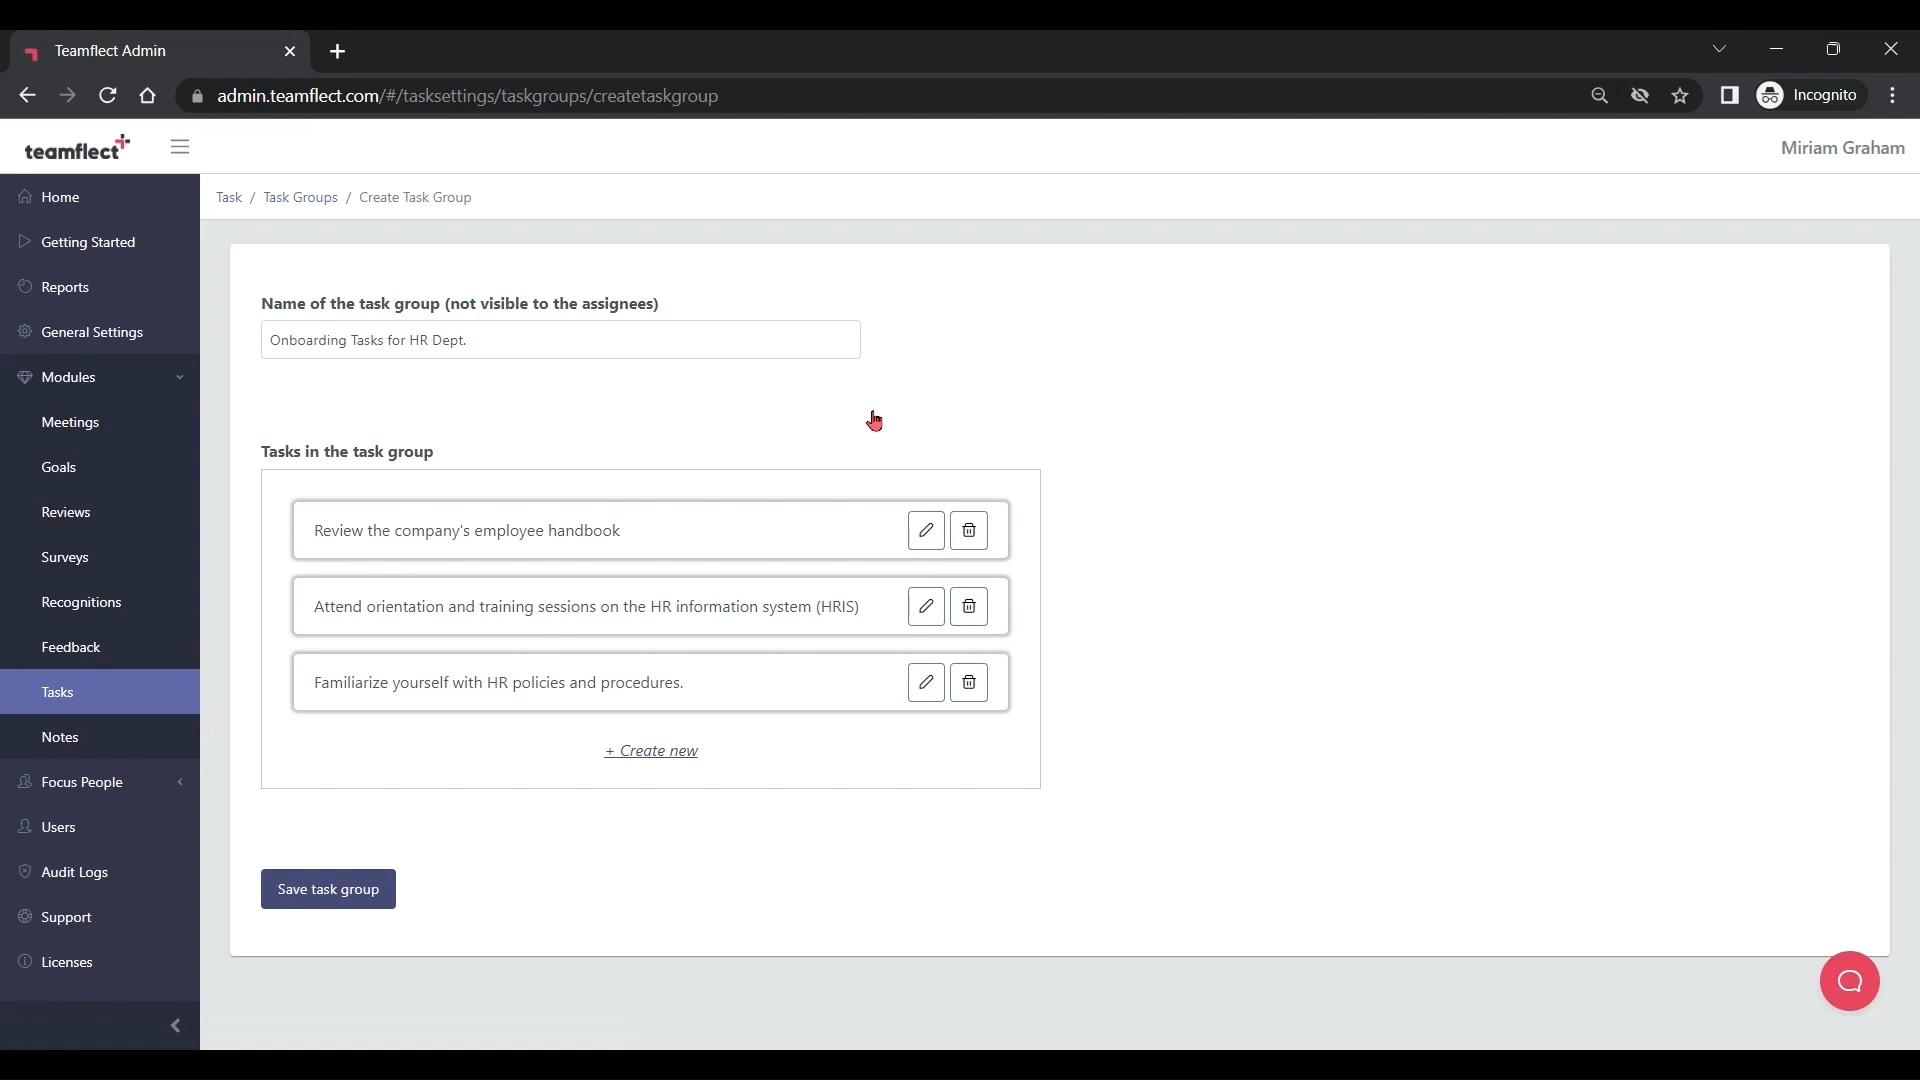 Teamflect Admin
admin.teamflect.com/#/tasksettings/taskgroups/createtaskgroup
Incognito
teamflect
Miriam Graham
Home
Task / Task Groups / Create Task Group
Getting Started
Reports
General Settings
Modules
Meetings
Goals
Reviews
Surveys
Recognitions
Feedback
Tasks
Notes
Focus People
Users
Audit Logs
Support
Licenses
Name of the task group (not visible to the assignees)
Onboarding Tasks for HR Dept.
Tasks in the task group
Review the company's employee handbook
Attend orientation and training sessions on the HR information system (HRIS)
Familiarize yourself with HR policies and procedures.
+ Create new
Save task group